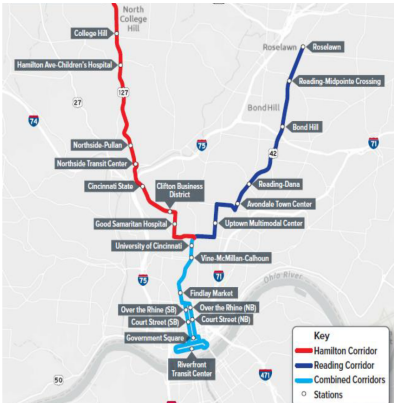 North
College
Hill
College Hill
Roselawn
Roselawn
Hamilton Ave-Children's Hospital
Reading-Midpointe Crossing
127
27
Bond Hill
74
Bond Hill
75
71
Northside-Pullan
42
Northside Transit Center
Cincinnati State
Clifton Business
District
Reading-Dana
Avondale Town Center
Good Samaritan Hospital
Uptown Multimodal Center
University of Cincinnati
Vine-McMillan-Calhoun
75
71
Ohio River
Findlay Market
Over the Rhine (SB)
Over the Rhine (NB)
Court Street (SB)
Court Street (NB)
Government Square
Riverfront
Transit Center
50
471
Key
Hamilton Corridor
Reading Corridor
Combined Corridors
Stations